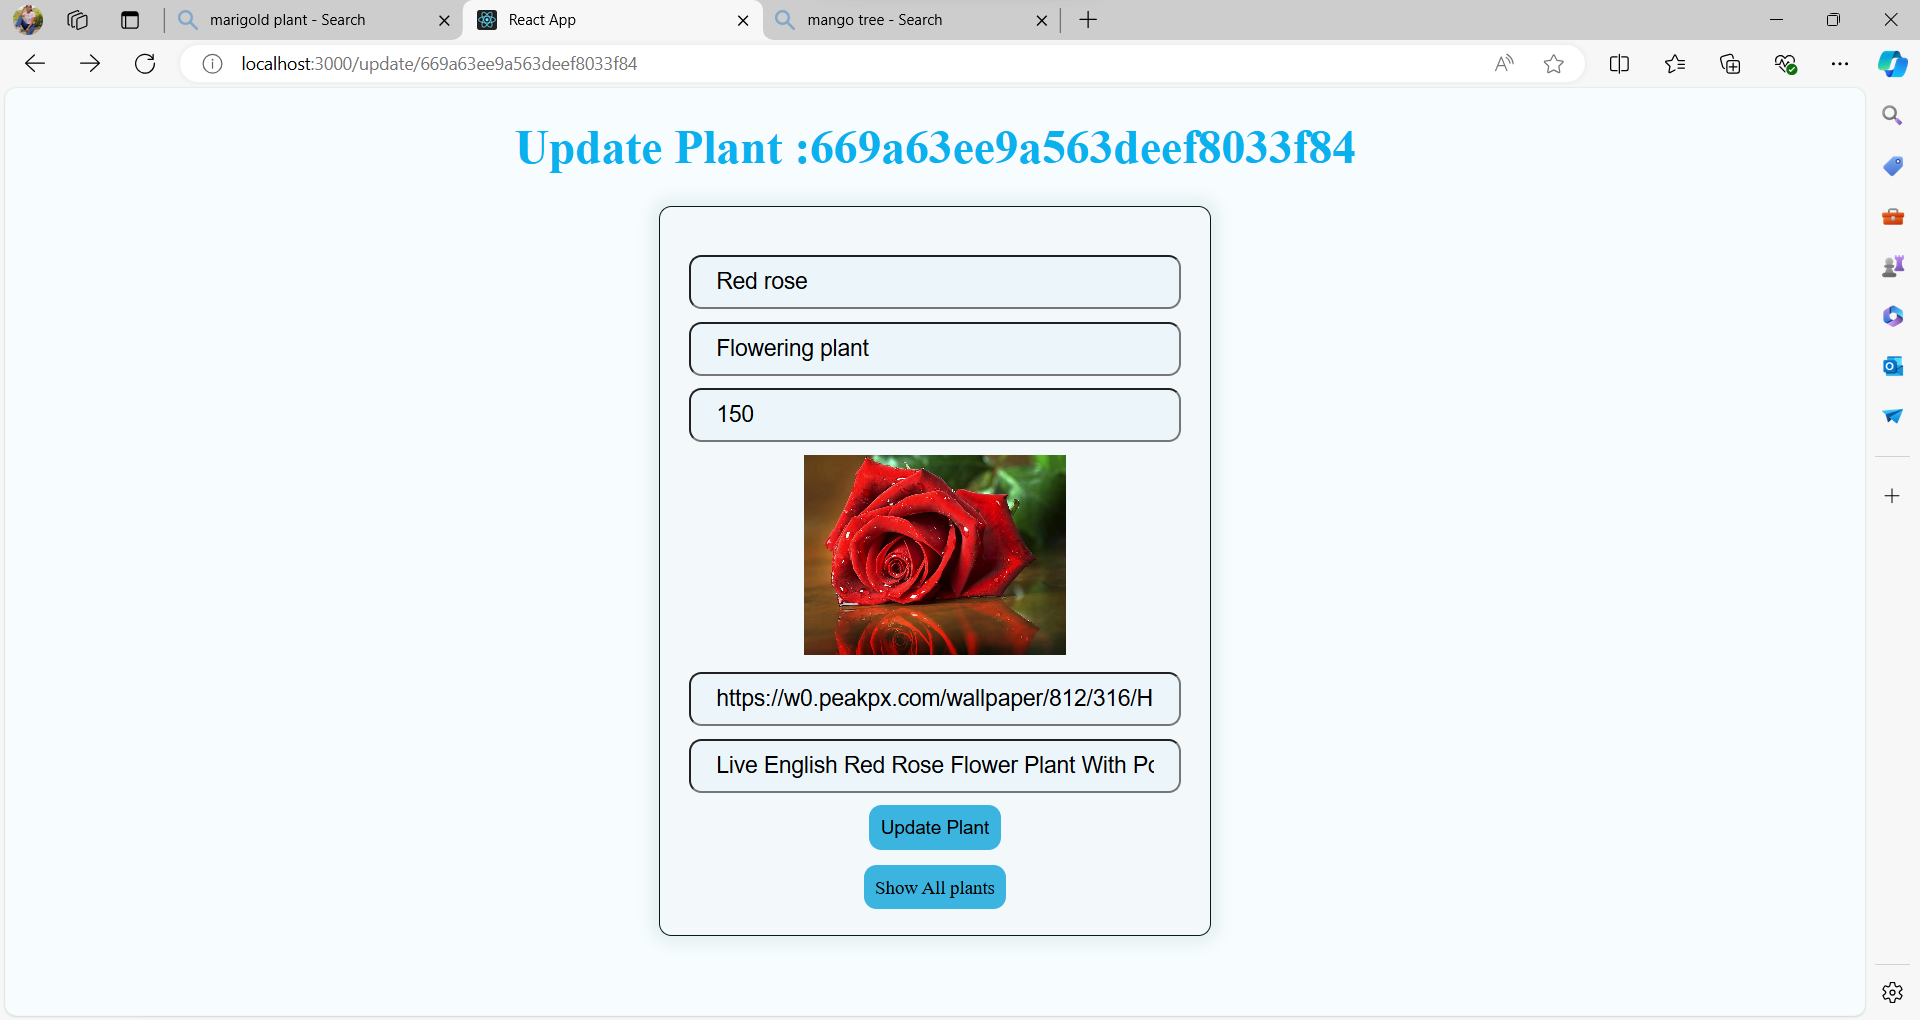 marigold plant - Search
React App
mango tree - Search
localhost:3000/update/669a63ee9a563deef8033f84
Update Plant :669a63ee9a563deef8033f84
Red rose
Flowering plant
150
https://w0.peakpx.com/wallpaper/812/316/H
Live English Red Rose Flower Plant With Po
Update Plant
Show All plants